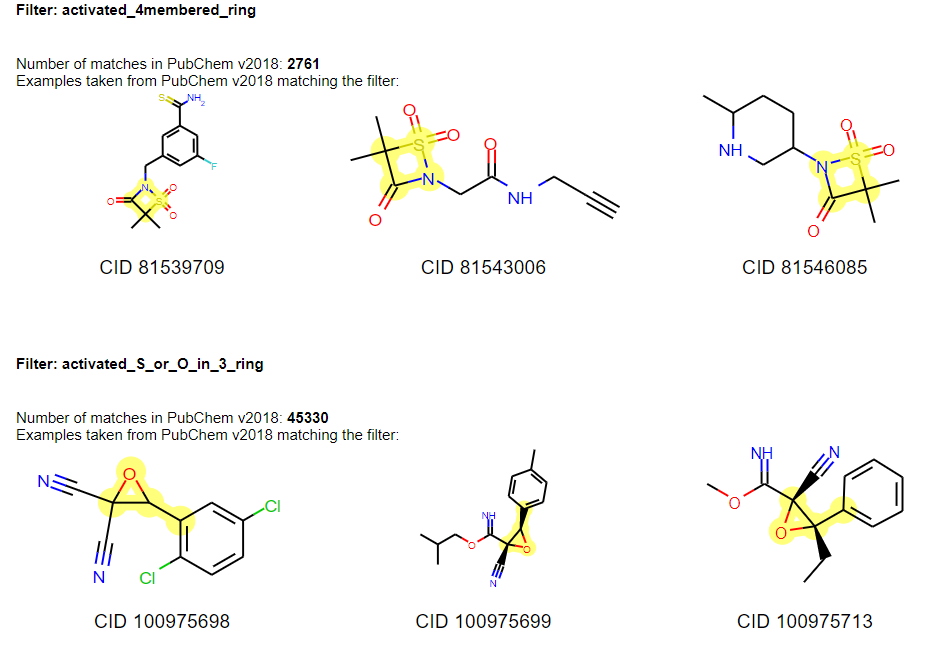 Filter: activated_4membered_ring
Number of matches in PubChem v2018: 2761
Examples taken from PubChem v2018 matching the filter:
S NH2
F
N O S O O
O O S N O O NH
NH N O S O O
CID 81539709 CID 81543006 CID 81546085
Filter: activated_S_or_O_in_3_ring
Number of matches in PubChem v2018: 45330
Examples taken from PubChem v2018 matching the filter:
N O Cl N Cl
NH O O N
NH N O O
CID 100975698 CID 100975699 CID 100975713